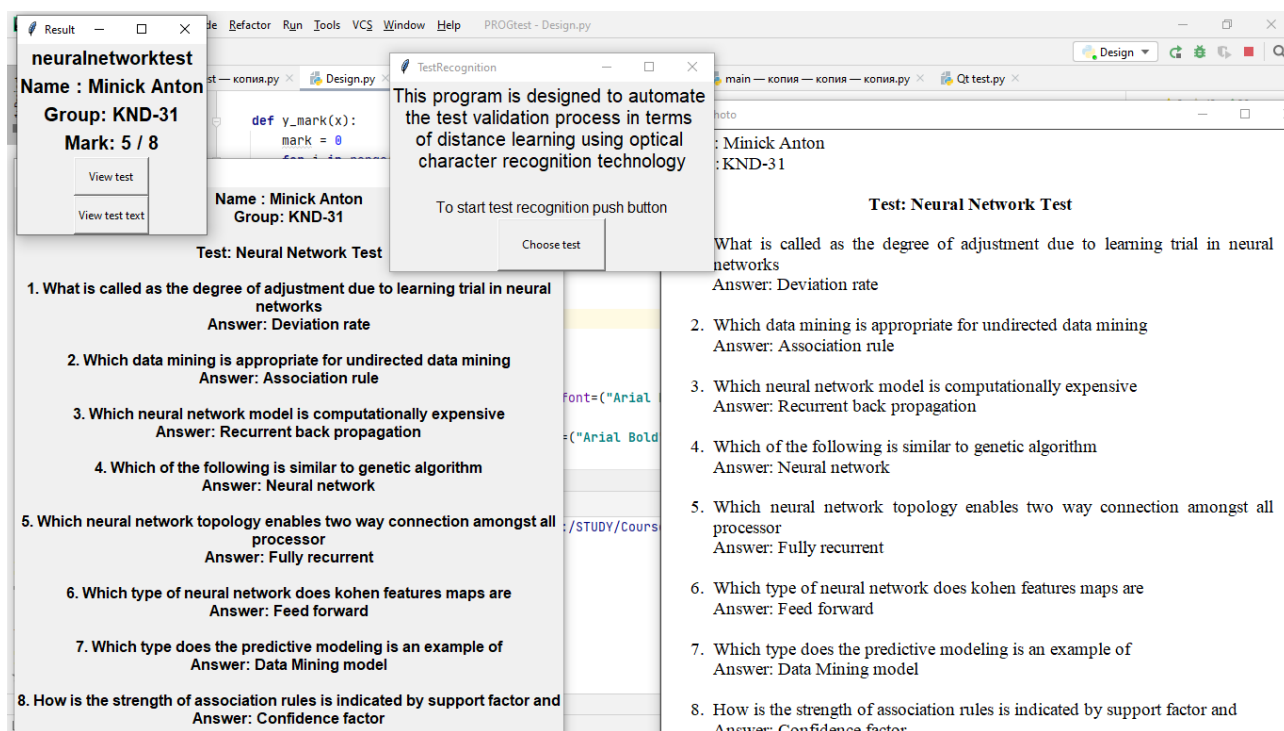 Result
neuralnetworktest
Name : Minick Anton
Group: KND-31
Mark: 5 / 8
View test
View test text
de Refactor Run Tools VCS Window Help PROGtest - Design.py
Design
st — копия.py Design.py main — копия — копия — копия.py Qt test.py
def y_mark(x):
mark = 0
TestRecognition
This program is designed to automate
the test validation process in terms
of distance learning using optical
character recognition technology
To start test recognition push button
Choose test
font=("Arial
=("Arial Bold
:/STUDY/Cours
Name : Minick Anton
Group: KND-31
Test: Neural Network Test
1. What is called as the degree of adjustment due to learning trial in neural
networks
Answer: Deviation rate
2. Which data mining is appropriate for undirected data mining
Answer: Association rule
3. Which neural network model is computationally expensive
Answer: Recurrent back propagation
4. Which of the following is similar to genetic algorithm
Answer: Neural network
5. Which neural network topology enables two way connection amongst all
processor
Answer: Fully recurrent
6. Which type of neural network does kohen features maps are
Answer: Feed forward
7. Which type does the predictive modeling is an example of
Answer: Data Mining model
8. How is the strength of association rules is indicated by support factor and
Answer: Confidence factor
hoto
: Minick Anton
: KND-31
Test: Neural Network Test
What is called as the degree of adjustment due to learning trial in neural
networks
Answer: Deviation rate
2. Which data mining is appropriate for undirected data mining
Answer: Association rule
3. Which neural network model is computationally expensive
Answer: Recurrent back propagation
4. Which of the following is similar to genetic algorithm
Answer: Neural network
5. Which neural network topology enables two way connection amongst all
processor
Answer: Fully recurrent
6. Which type of neural network does kohen features maps are
Answer: Feed forward
7. Which type does the predictive modeling is an example of
Answer: Data Mining model
8. How is the strength of association rules is indicated by support factor and
Answer: Confidence factor